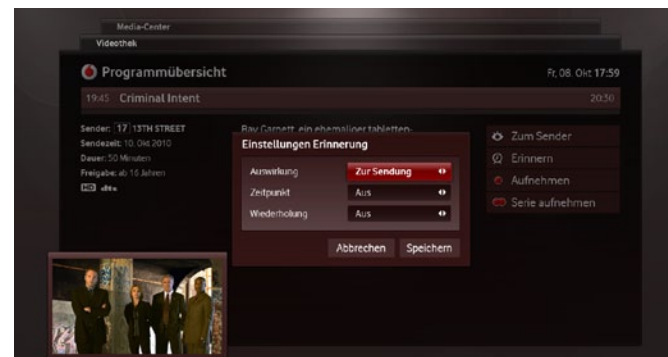 Media-Center
Videothek
Programmübersicht
Fr, 08. Okt 17:59
19:45 Criminal Intent
20:30
Sender: 17 13TH STREET
Sendezeit: 10. Okt 2010
Dauer: 50 Minuten
Freigabe: ab 16 Jahren
HD
Ray Garnett, ein ehemaliger tabletten-
Einstellungen Erinnerung
Auswirkung Zur Sendung
Zeitpunkt Aus
Wiederholung Aus
Abbrechen Speichern
Zum Sender
Erinnern
Aufnehmen
Serie aufnehmen